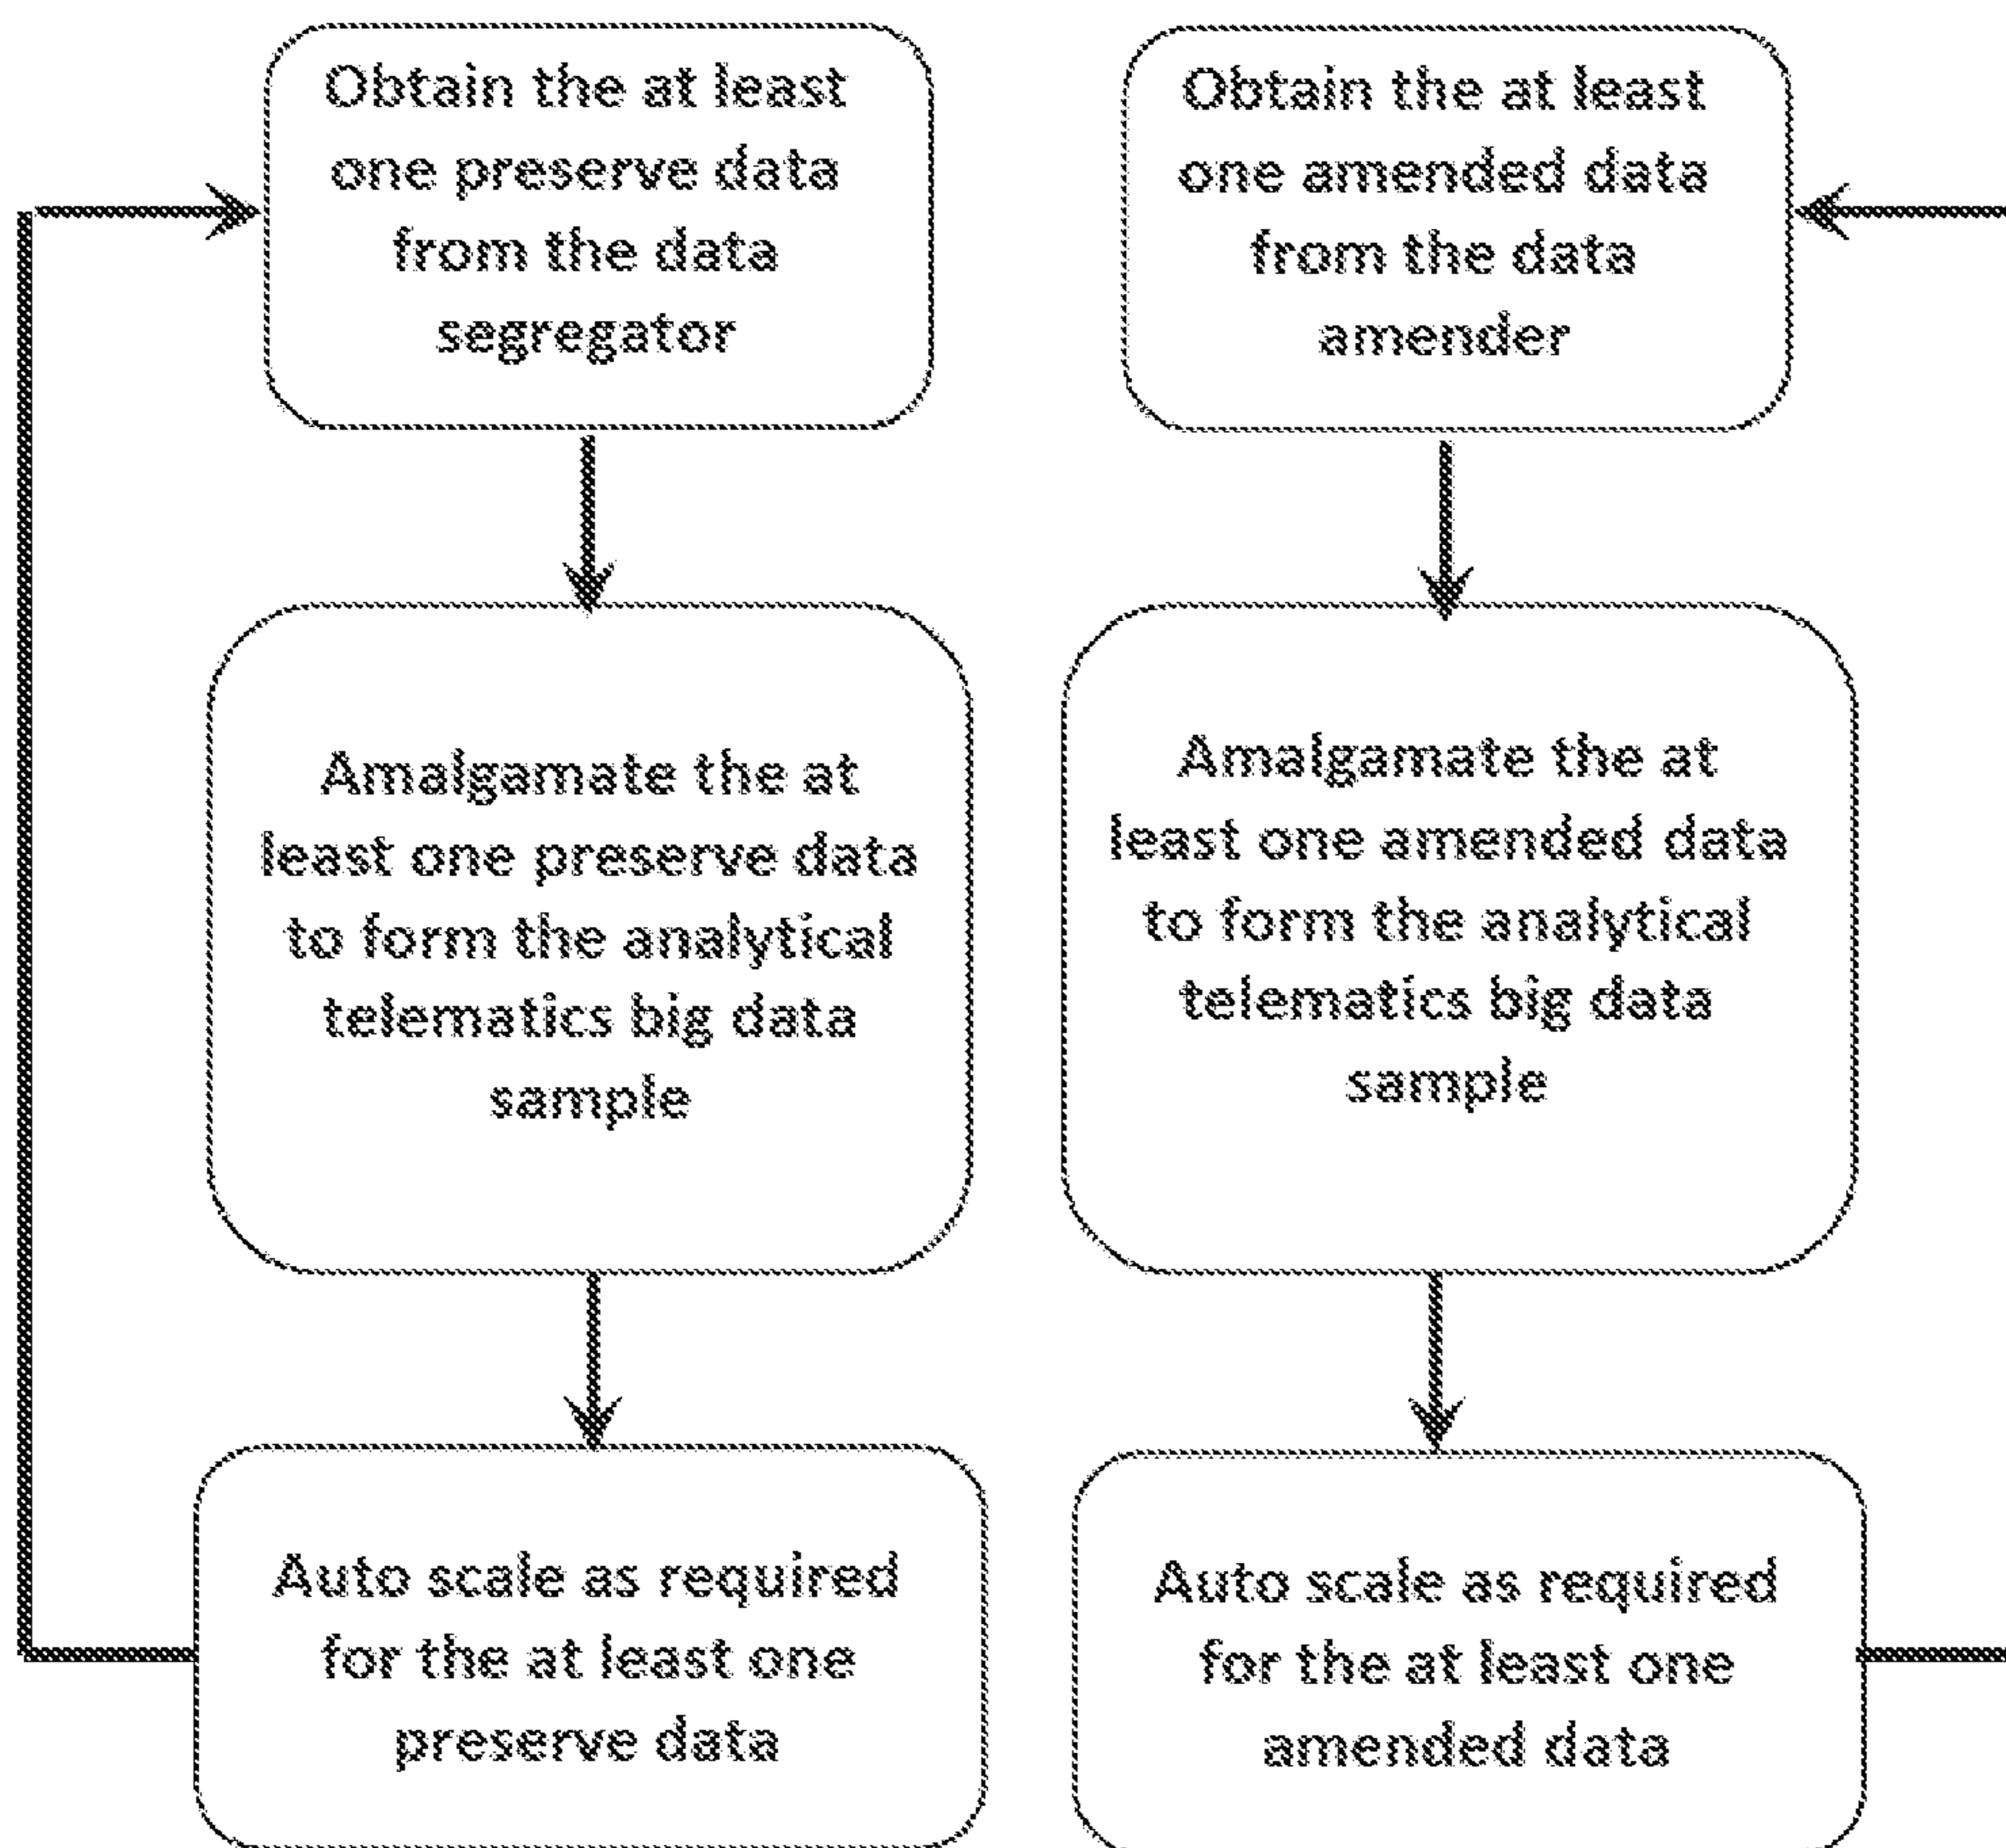 Obtain the at least
one preserve data
from the data
segregator
Amalgamate the at
least one preserve data
to form the analytical
telematics big data
sample
Auto scale as required
for the at least one
preserve data
Obtain the at least
one amended data
from the data
amender
Amalgamate the at
least one amended data
to form the analytical
telematics big data
sample
Auto scale as required
for the at least one
amended data